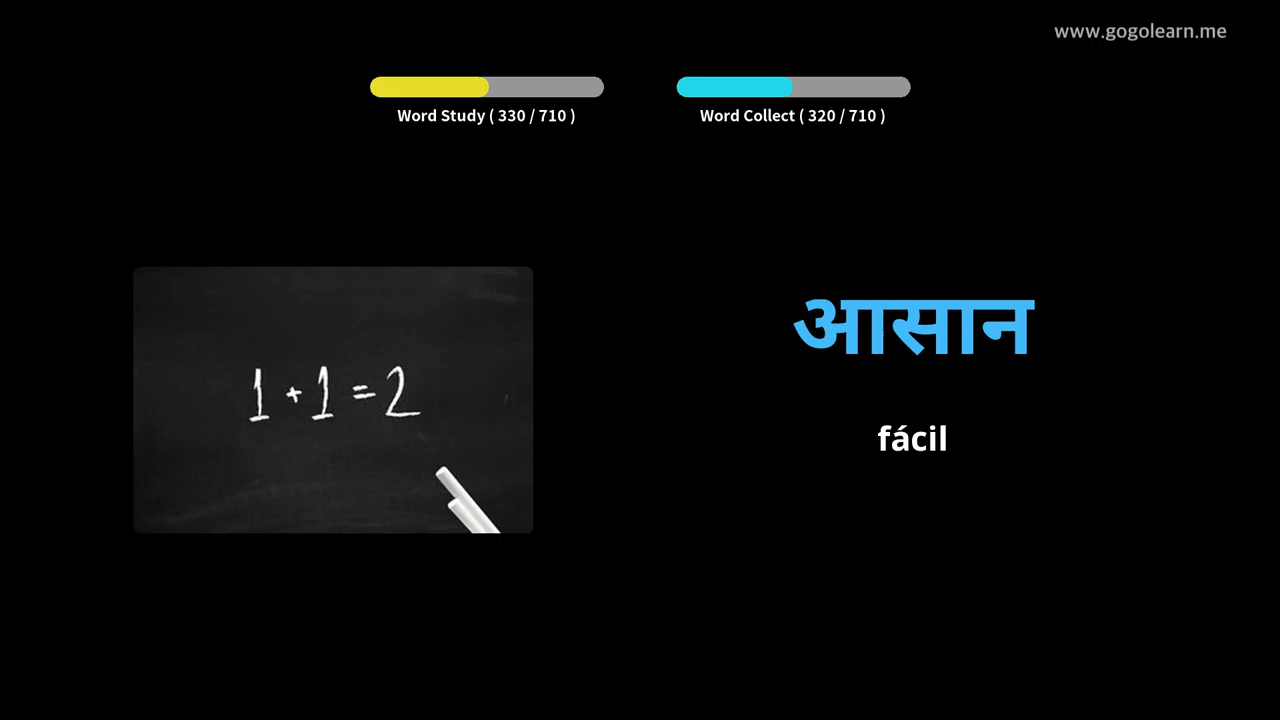 www.gogolearn.me
Word Study ( 330 / 710 )
Word Collect ( 320 / 710 )
आसान
1 + 1 = 2
fácil